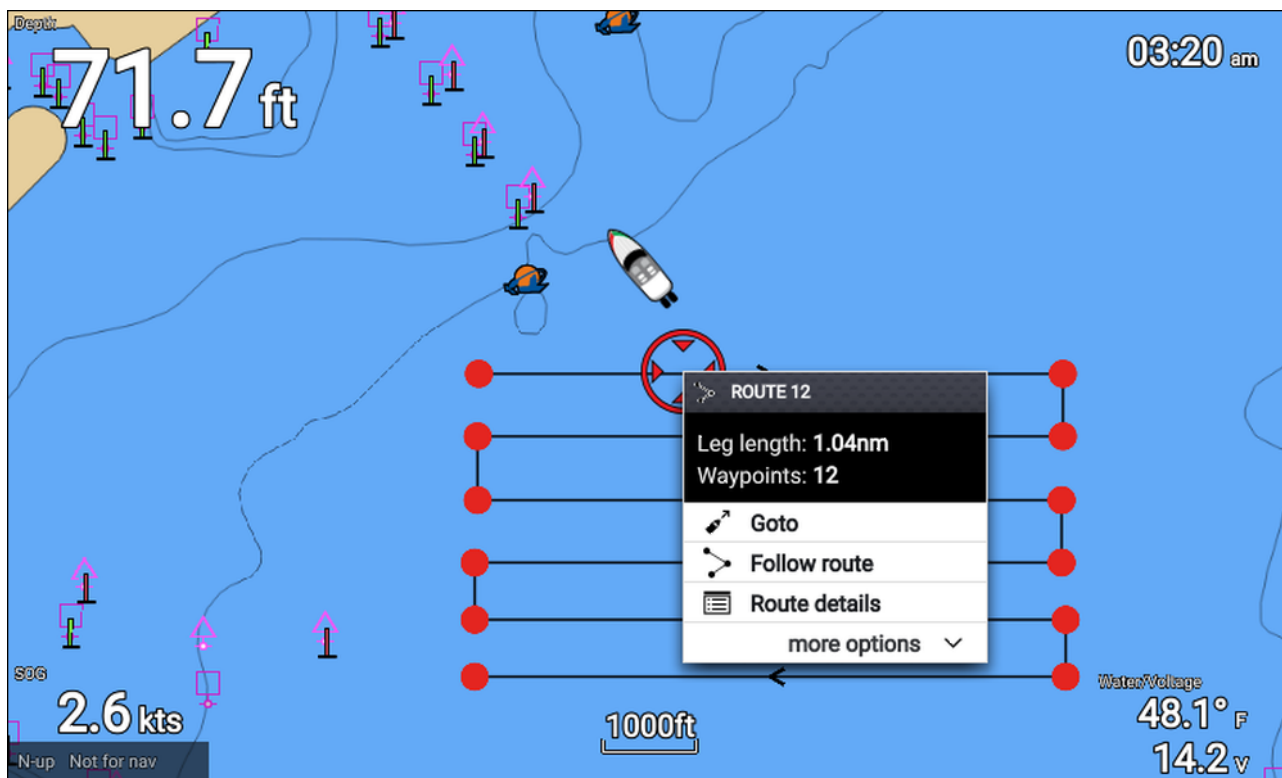 Depth
71.7 ft
03:20 am
ROUTE 12
Leg length: 1.04nm
Waypoints: 12
Goto
Follow route
Route details
more options
SOG
2.6 kts
1000ft
Water/Voltage
48.1° F
14.2 v
N-up Not for nav